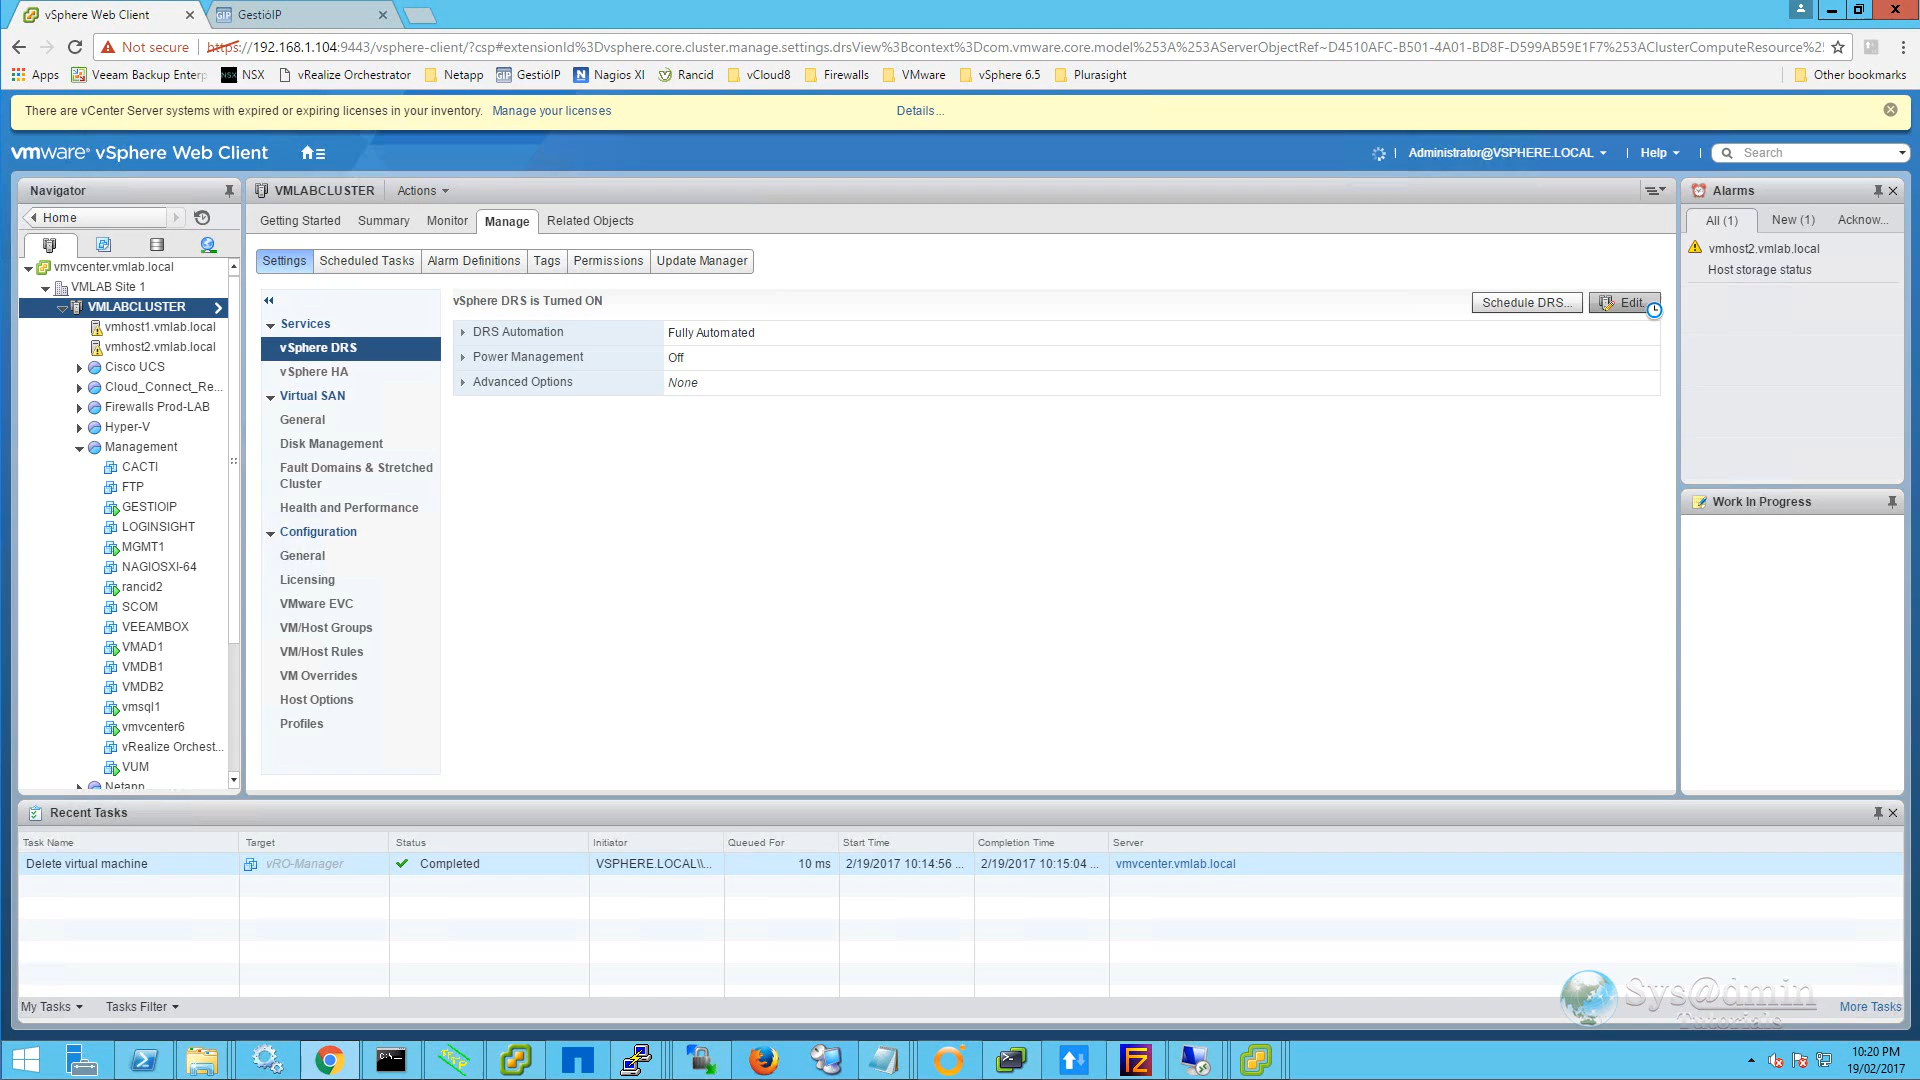 vSphere Web Client
GestióIP
Not secure
https://192.168.1.104:9443/vsphere-client/?csp#extensionId%3Dvsphere.core.cluster.manage.settings.drsView%3Bcontext%3Dcom.vmware.core.model%253A%253AServerObjectRef~D4510AFC-B501-4A01-BD8F-D599AB59E1F7%253AClusterComputeResource%2
Apps
Veeam Backup Enterp
NSX
vRealize Orchestrator
Netapp
GestióIP
Nagios XI
Rancid
vCloud8
Firewalls
VMware
vSphere 6.5
Plurasight
Other bookmarks
There are vCenter Server systems with expired or expiring licenses in your inventory. Manage your licenses
Details...
vmware® vSphere Web Client
Administrator@VSPHERE.LOCAL
Help
Search
Navigator
Home
vmvcenter.vmlab.local
VMLAB Site 1
VMLABCLUSTER
vmhost1.vmlab.local
vmhost2.vmlab.local
Cisco UCS
Cloud_Connect_Re...
Firewalls Prod-LAB
Hyper-V
Management
CACTI
FTP
GESTIOIP
LOGINSIGHT
MGMT1
NAGIOSXI-64
rancid2
SCOM
VEEAMBOX
VMAD1
VMDB1
VMDB2
vmsql1
vmvcenter6
vRealize Orchest...
VUM
Netapp
VMLABCLUSTER
Actions
Getting Started
Summary
Monitor
Manage
Related Objects
Settings
Scheduled Tasks
Alarm Definitions
Tags
Permissions
Update Manager
Services
vSphere DRS
vSphere HA
Virtual SAN
General
Disk Management
Fault Domains & Stretched
Cluster
Health and Performance
Configuration
General
Licensing
VMware EVC
VM/Host Groups
VM/Host Rules
VM Overrides
Host Options
Profiles
vSphere DRS is Turned ON
Schedule DRS...
Edit...
DRS Automation
Fully Automated
Power Management
Off
Advanced Options
None
Alarms
All (1)
New (1)
Acknow...
vmhost2.vmlab.local
Host storage status
Work In Progress
Recent Tasks
Task Name
Target
Status
Initiator
Queued For
Start Time
Completion Time
Server
Delete virtual machine
vRO-Manager
Completed
VSPHERE.LOCAL\\...
10 ms
2/19/2017 10:14:56 ...
2/19/2017 10:15:04 ...
vmvcenter.vmlab.local
My Tasks
Tasks Filter
More Tasks
Sys@dmin
Tutorials
10:20 PM
19/02/2017